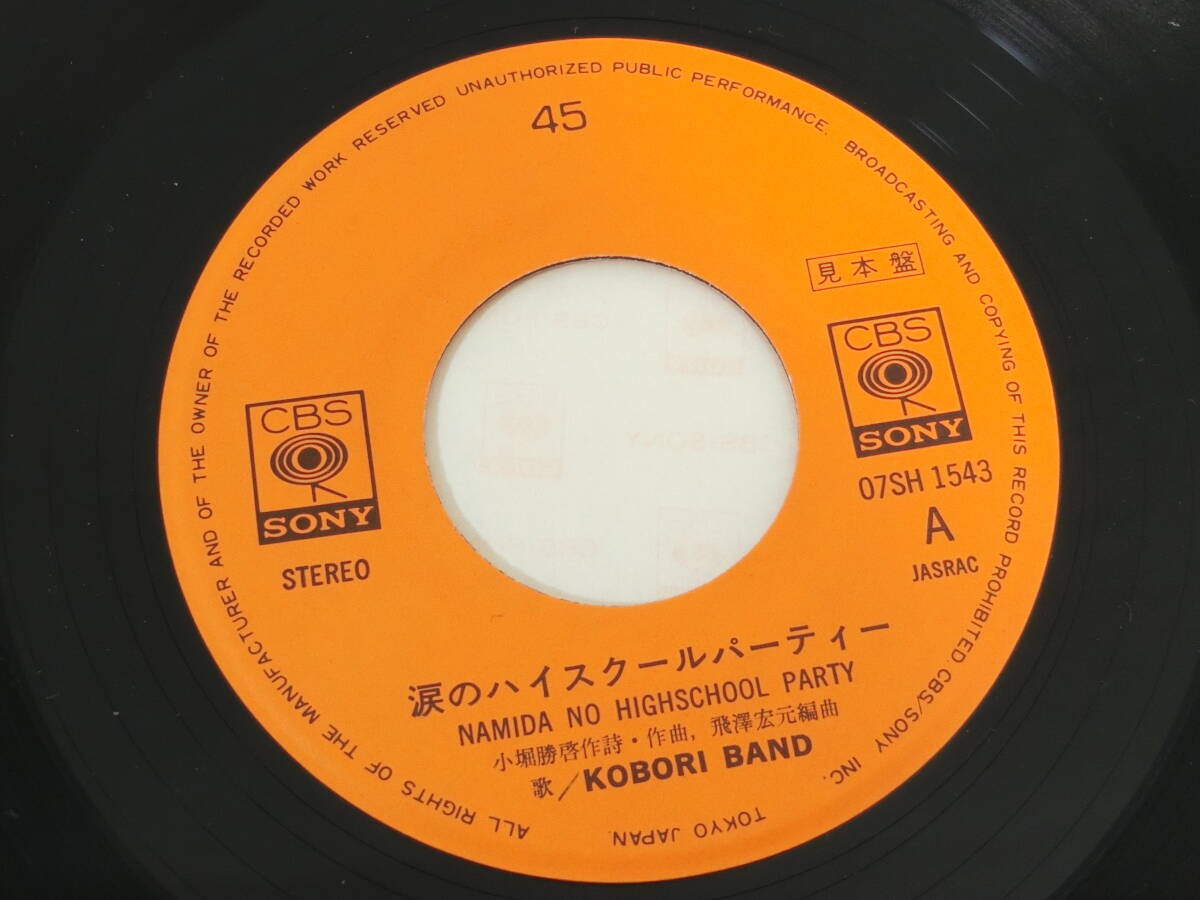 ALL RIGHTS OF THE MANUFACTURER AND OF THE OWNER OF THE RECORDED WORK RESERVED UNAUTHORIZED PUBLIC PERFORMANCE. BROADCASTING AND COPYING OF THIS RECORD PROHIBITED. CBS/SONY INC. TOKYO JAPAN.
45
見本盤
CBS
SONY
STEREO
CBS
SONY
07SH 1543
A
JASRAC
涙のハイスクールパーティー
NAMIDA NO HIGHSCHOOL PARTY
小堀勝啓作詩・作曲, 飛澤宏元編曲
歌/KOBORI BAND